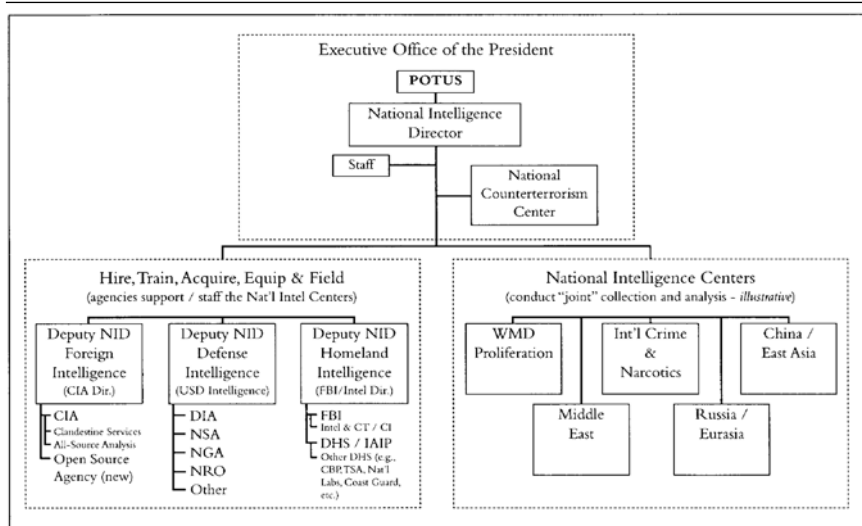 Executive Office of the President
POTUS
National Intelligence
Director
Staff
National
Counterterrorism
Center
Hire, Train, Acquire, Equip & Field
(agencies support / staff the Nat'l Intel Centers)
Deputy NID
Foreign
Intelligence
(CIA Dir.)
CIA
Clandestine Services
All-Source Analysis
Open Source
Agency (new)
Deputy NID
Defense
Intelligence
(USD Intelligence)
DIA
NSA
NGA
NRO
Other
Deputy NID
Homeland
Intelligence
(FBI/Intel Dir.)
FBI
Intel & CT / CI
DHS / IAIP
Other DHS (e.g.,
CBP, TSA, Nat'l
Labs, Coast Guard,
etc.)
National Intelligence Centers
(conduct "joint" collection and analysis - illustrative)
WMD
Proliferation
Int'l Crime
&
Narcotics
China /
East Asia
Middle
East
Russia /
Eurasia